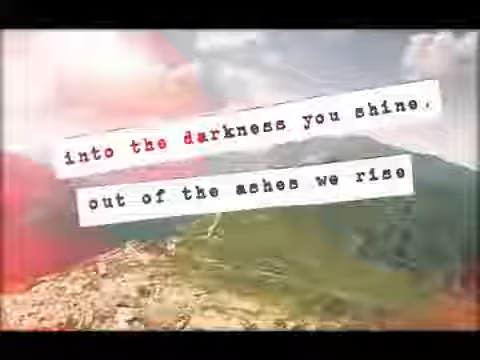 into the darkness you shine.
out of the ashes we rise